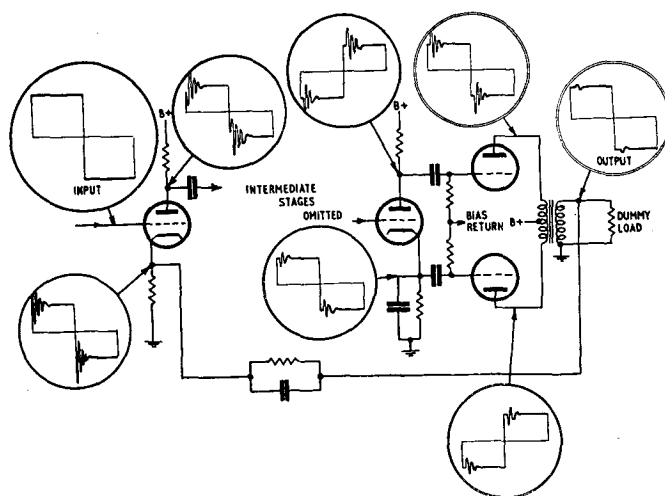 B+
B+
INPUT
INTERMEDIATE
STAGES
OMITTED
BIAS
RETURN
B+
OUTPUT
DUMMY
LOAD